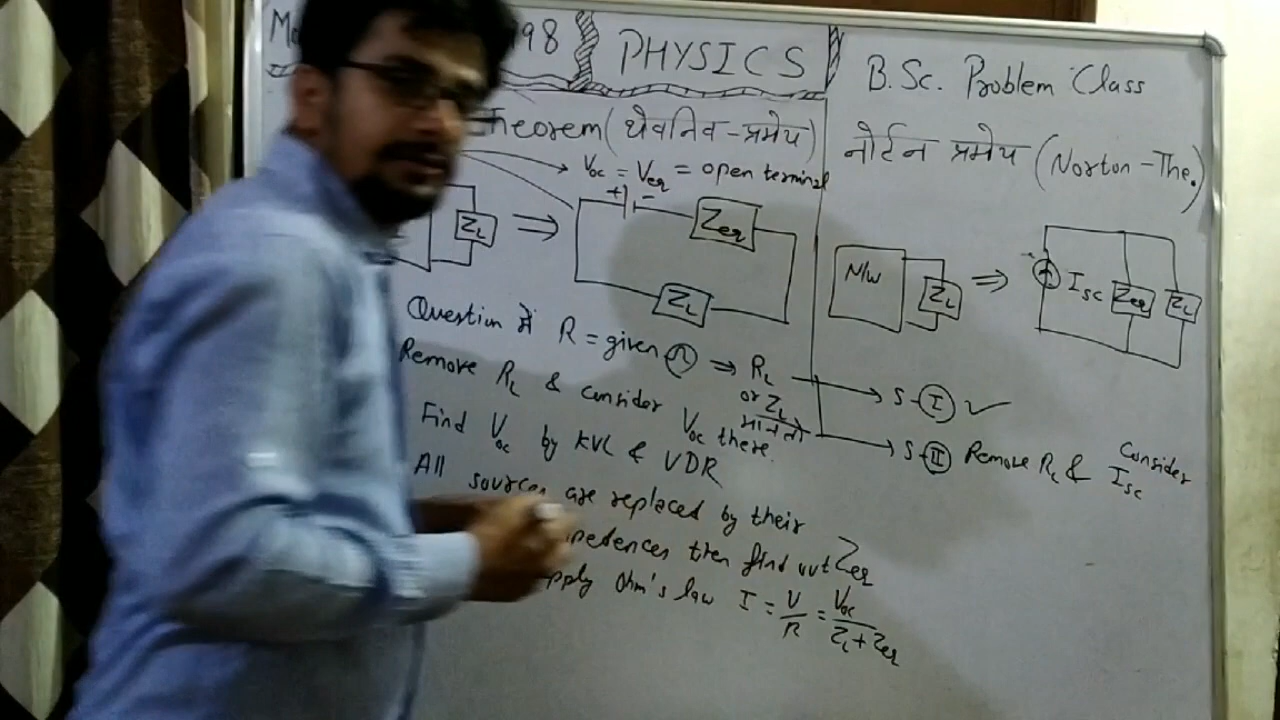 98
PHYSICS
B.Sc. Problem Class
Theorem (थेवनिव-प्रमेय)
नोर्टन प्रमेय (Norton-The.)
Voc = Veq = open terminal
+ -
ZL
⇒
Zeq
ZL
N/W
ZL
⇒
Isc
Zeq
ZL
Question में R = given ⇒ RL
or ZL
मानलो
Remove RL & consider Voc there.
Find Voc by KVL & VDR
All sources are replaced by their
then find out Zeq
Ohm's law I = V/R = Voc/ZL+Zeq
S-I ✓
S-II Remove RL & Consider
Isc